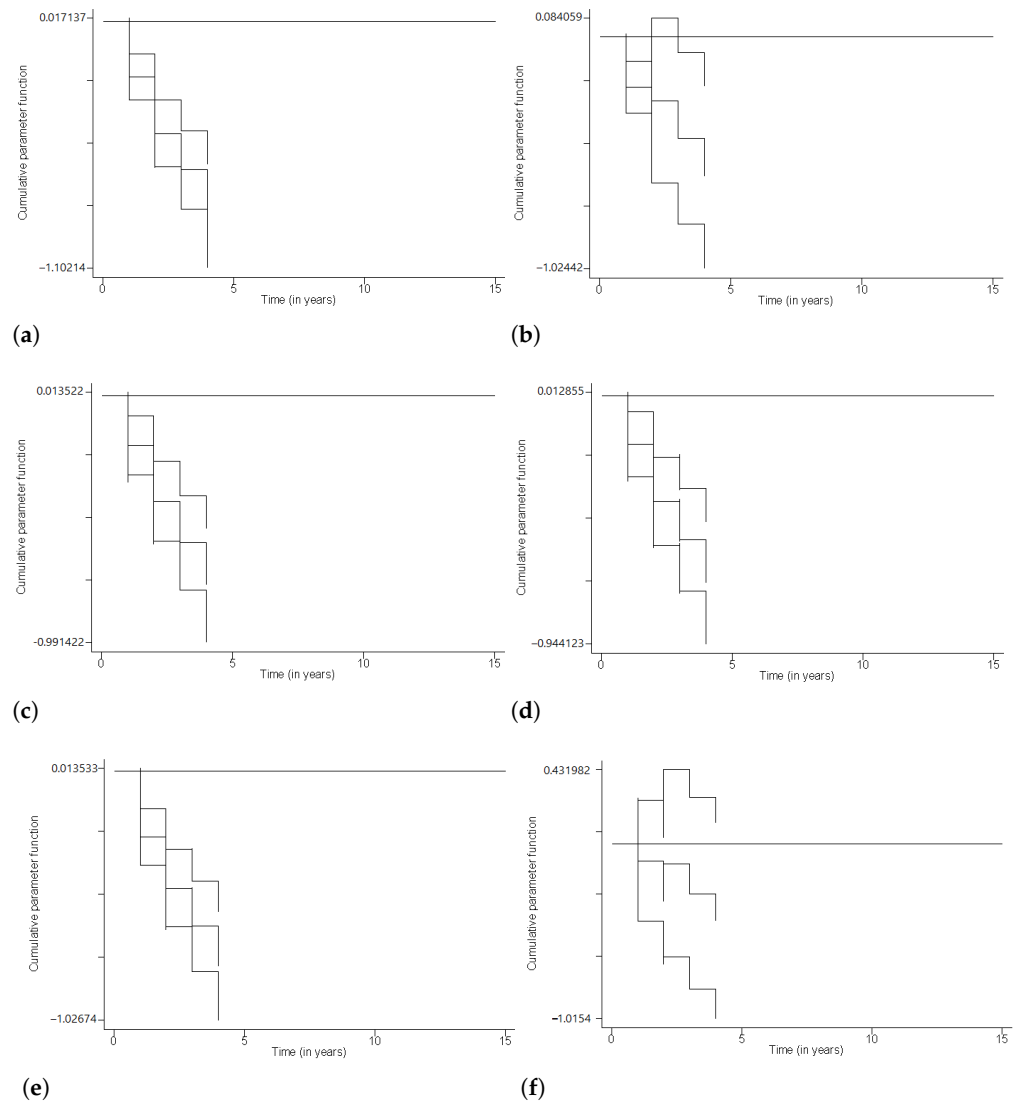 0.017137
Cumulative parameter function
−1.10214
0
5
10
15
Time (in years)
(a)
0.084059
Cumulative parameter function
−1.02442
0
5
10
15
Time (in years)
(b)
0.013522
Cumulative parameter function
-0.991422
0
5
10
15
Time (in years)
(c)
0.012855
Cumulative parameter function
−0.944123
0
5
10
15
Time (in years)
(d)
0.013533
Cumulative parameter function
−1.02674
0
5
10
15
Time (in years)
(e)
0.431982
Cumulative parameter function
−1.0154
0
5
10
15
Time (in years)
(f)